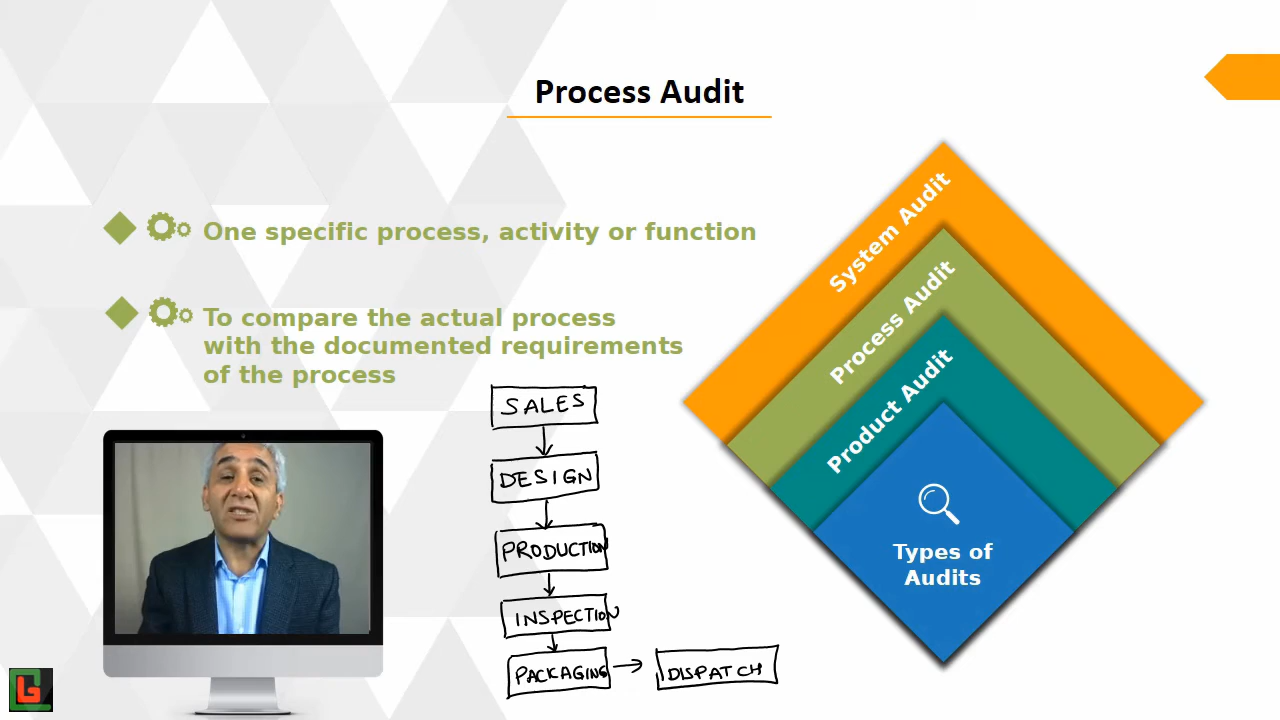 Process Audit
One specific process, activity or function
To compare the actual process
with the documented requirements
of the process
SALES
DESIGN
PRODUCTION
INSPECTION
PACKAGING
DISPATCH
System Audit
Process Audit
Product Audit
Types of
Audits